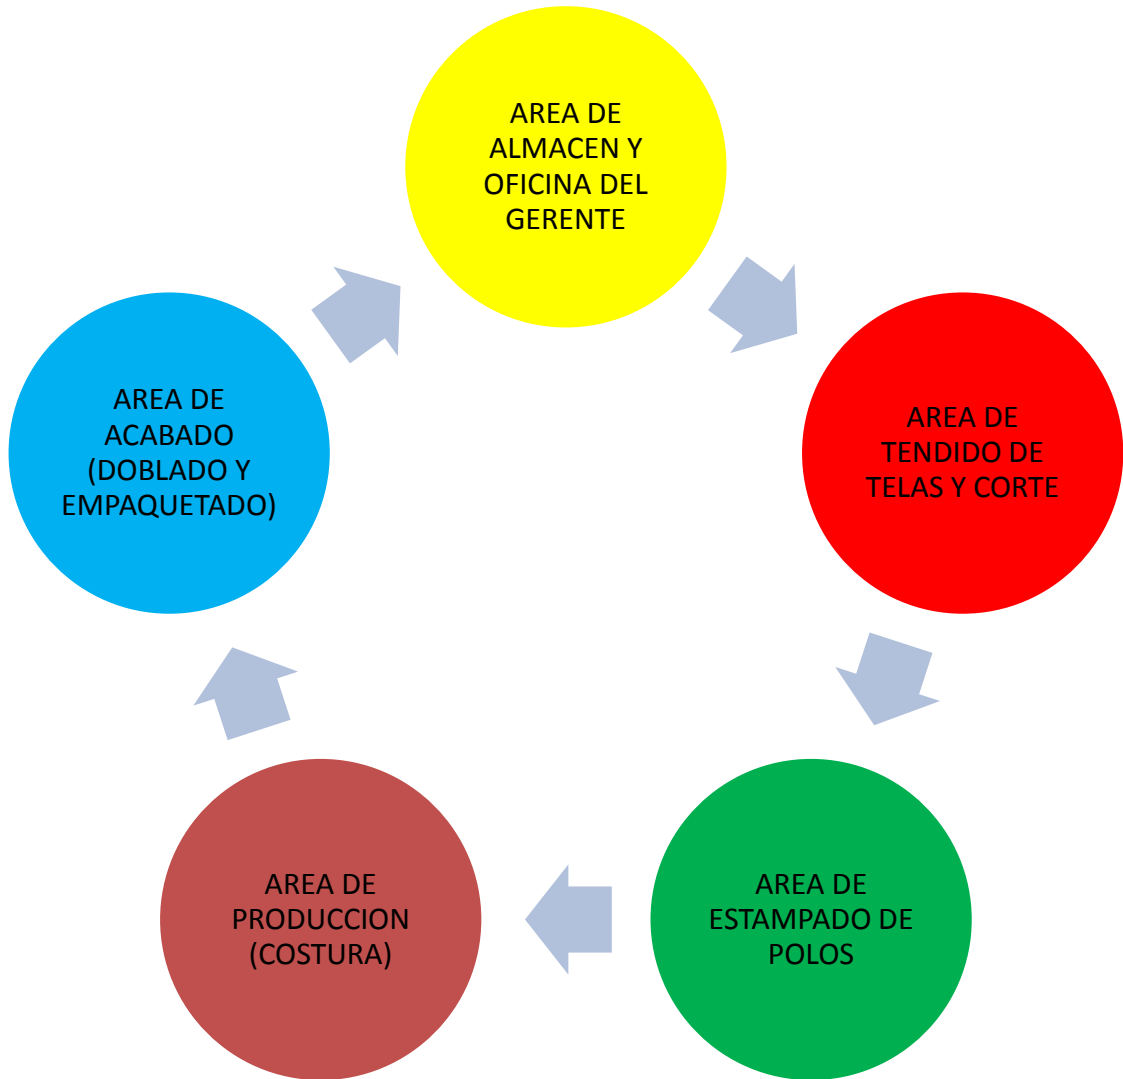 AREA DE
ALMACEN Y
OFICINA DEL
GERENTE
AREA DE
TENDIDO DE
TELAS Y CORTE
AREA DE
ESTAMPADO DE
POLOS
AREA DE
PRODUCCION
(COSTURA)
AREA DE
ACABADO
(DOBLADO Y
EMPAQUETADO)